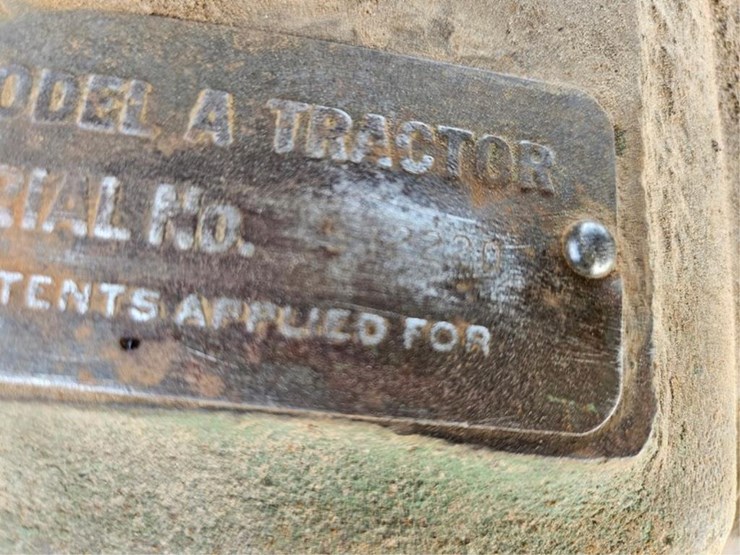 ODEL A TRACTOR
RIAL NO.
TENTS APPLIED FOR